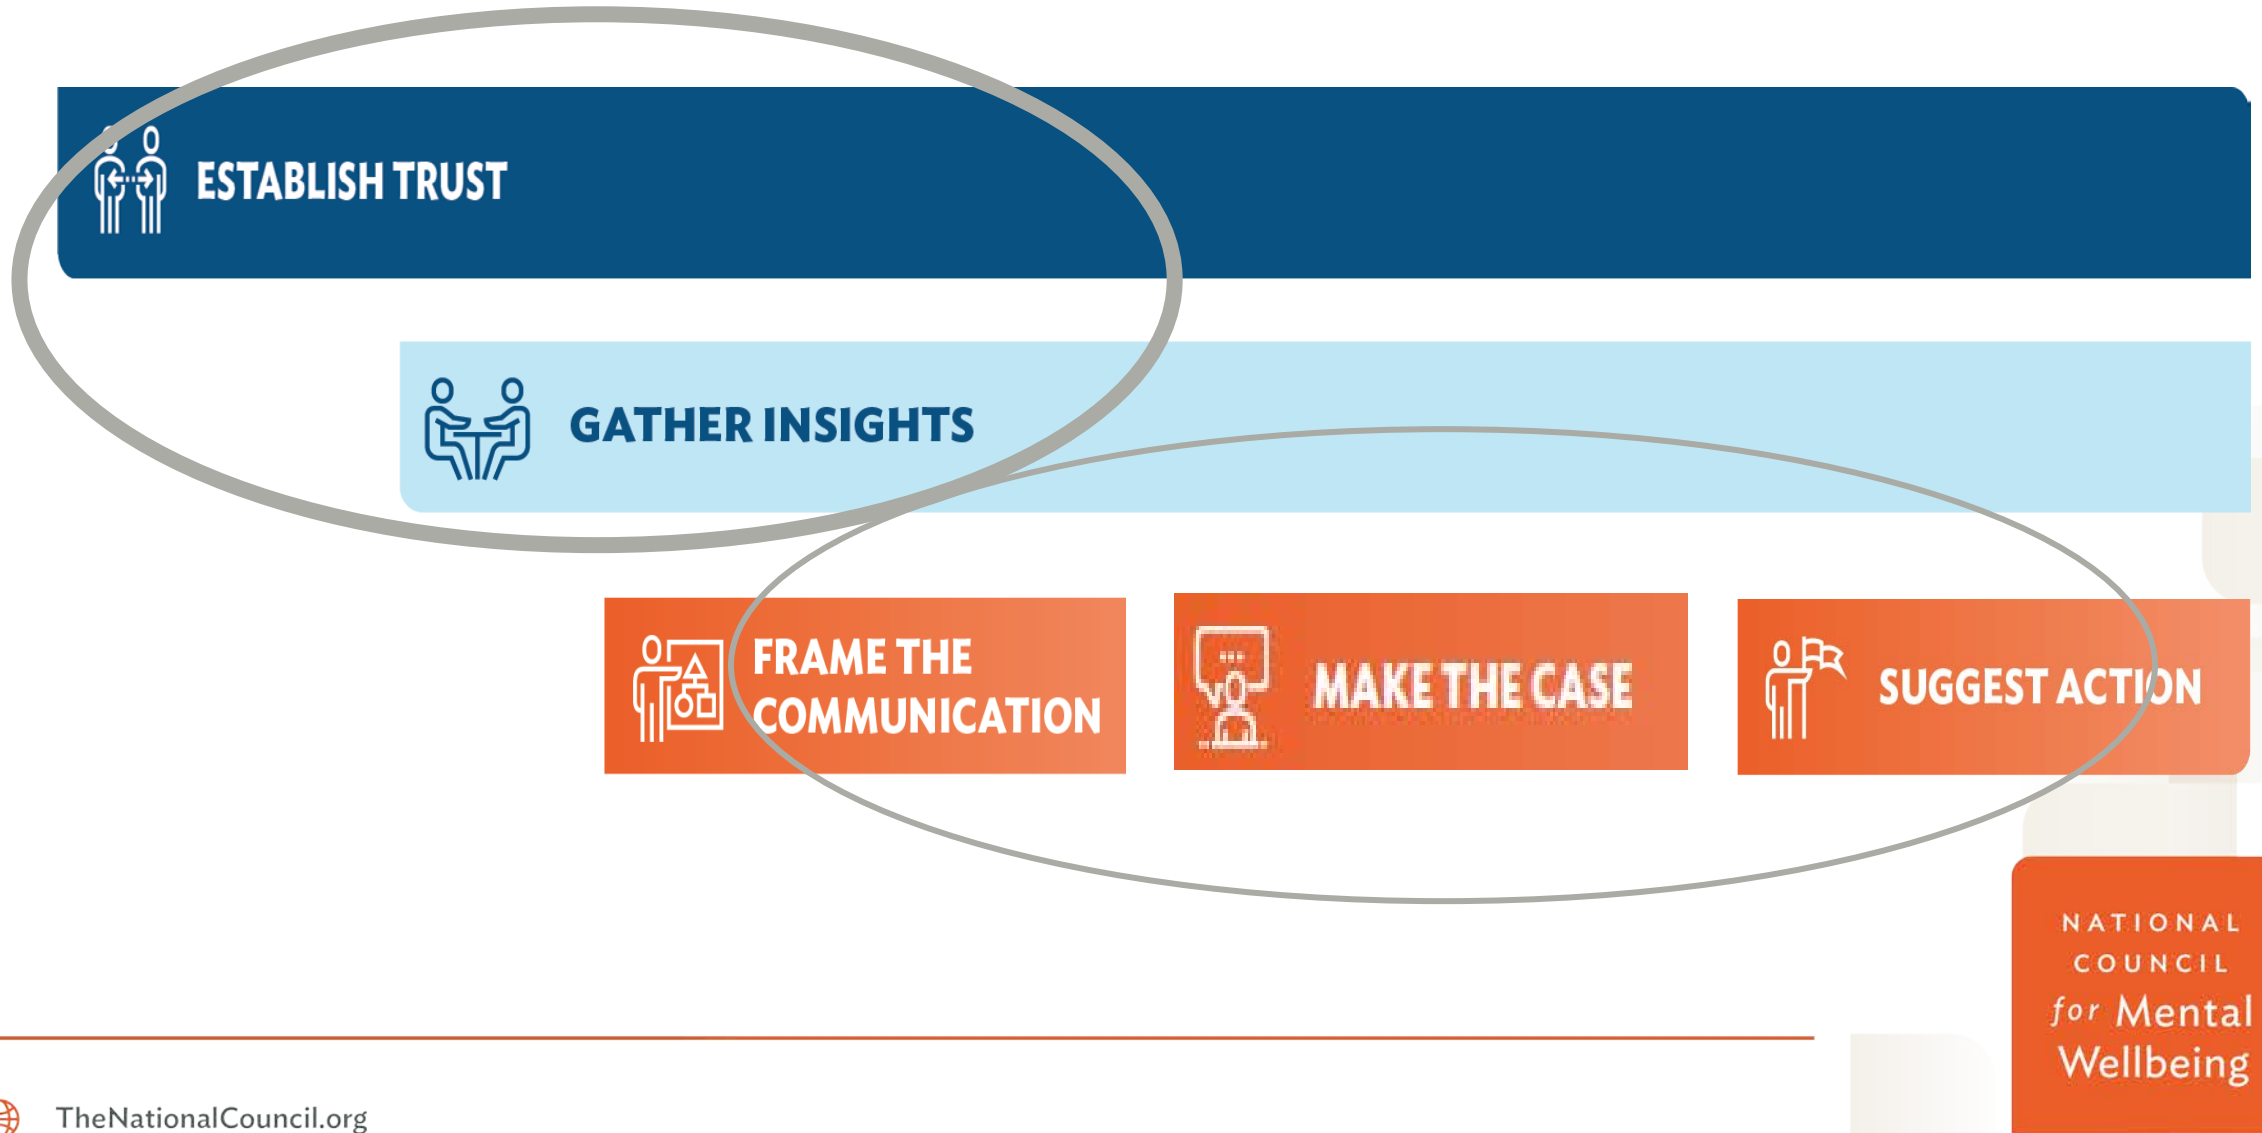 ESTABLISH TRUST
GATHER INSIGHTS
FRAME THE
COMMUNICATION
MAKE THE CASE
SUGGEST ACTION
NATIONAL
COUNCIL
for Mental
Wellbeing
TheNationalCouncil.org